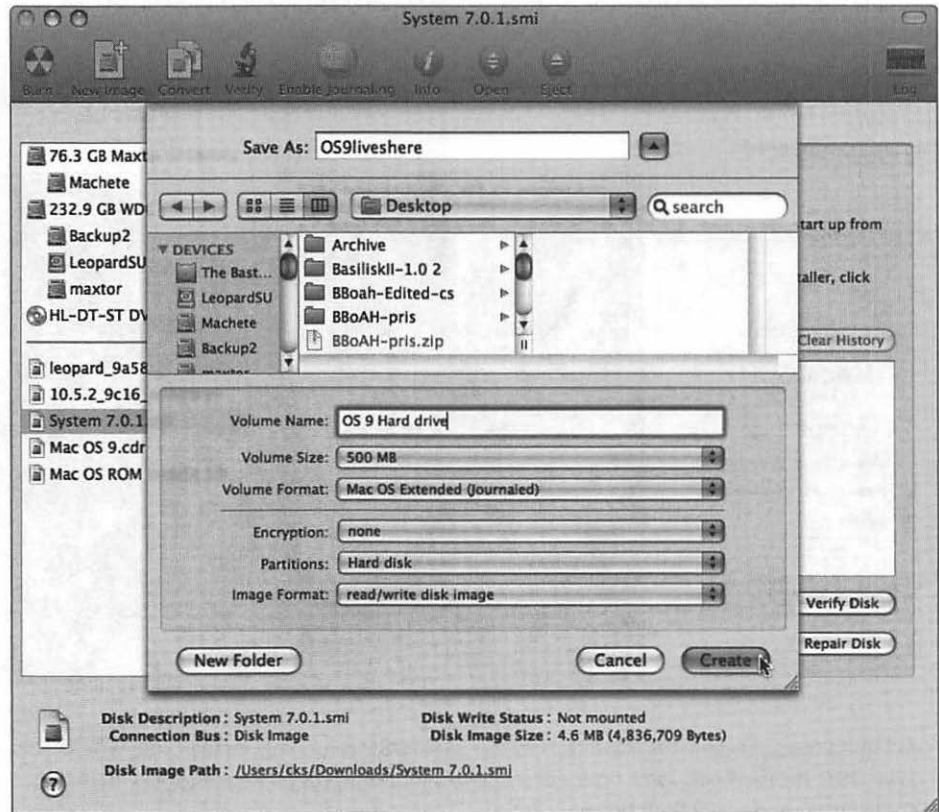 System 7.0.1.smi
Burn New Image Convert Verify Enable Journaling Info Open Eject Log
Save As: OS9liveshere
Desktop
search
76.3 GB Maxt
Machete
232.9 GB WD
Backup2
LeopardSU
maxtor
HL-DT-ST DV
leopard_9a58
10.5.2_9c16_
System 7.0.1
Mac OS 9.cdr
Mac OS ROM
DEVICES
The Bast...
LeopardSU
Machete
Backup2
maxtor
Archive
BasiliskII-1.0 2
BBoah-Edited-cs
BBoAH-pris
BBoAH-pris.zip
tart up from
taller, click
Clear History
Volume Name: OS 9 Hard drive
Volume Size: 500 MB
Volume Format: Mac OS Extended (Journaled)
Encryption: none
Partitions: Hard disk
Image Format: read/write disk image
Verify Disk
Repair Disk
New Folder
Cancel
Create
Disk Description : System 7.0.1.smi
Connection Bus : Disk Image
Disk Write Status : Not mounted
Disk Image Size : 4.6 MB (4,836,709 Bytes)
Disk Image Path : /Users/cks/Downloads/System 7.0.1.smi
?